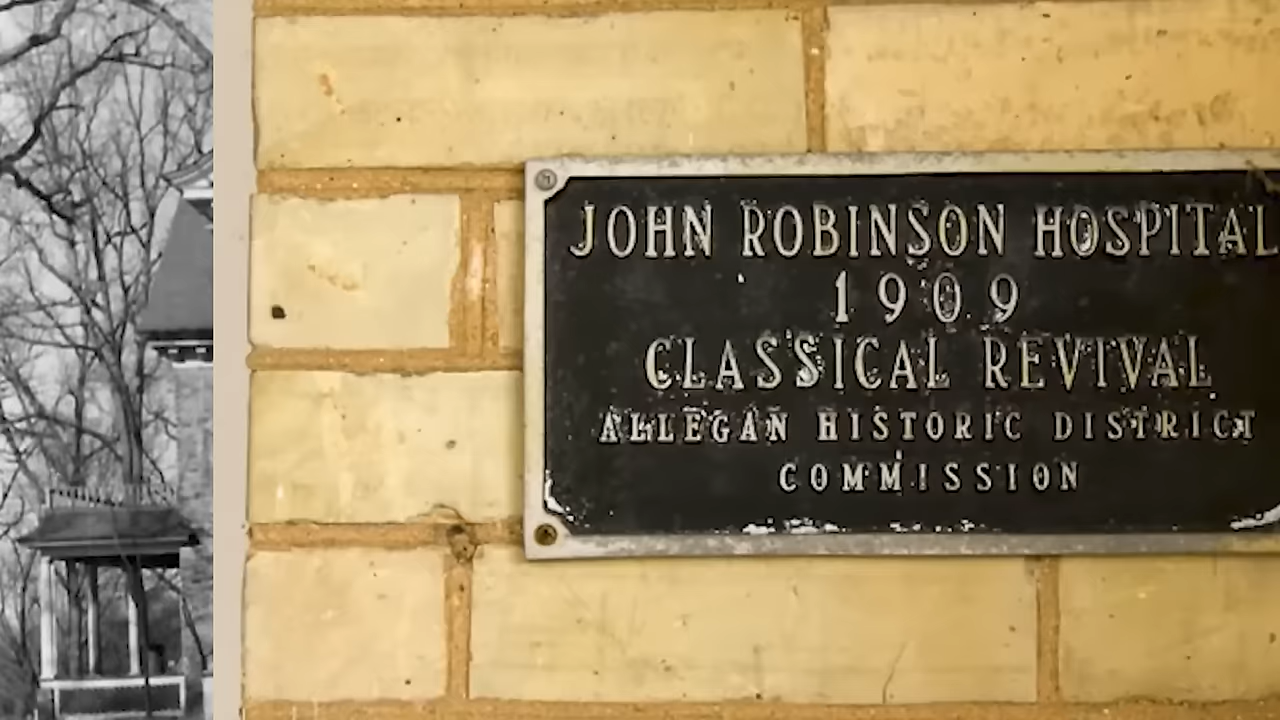 JOHN ROBINSON HOSPITAL
1909
CLASSICAL REVIVAL
ALLEGAN HISTORIC DISTRICT
COMMISSION